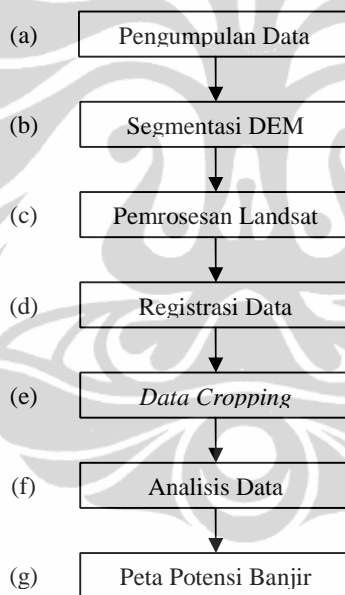 (a) Pengumpulan Data
(b) Segmentasi DEM
(c) Pemrosesan Landsat
(d) Registrasi Data
(e) Data Cropping
(f) Analisis Data
(g) Peta Potensi Banjir